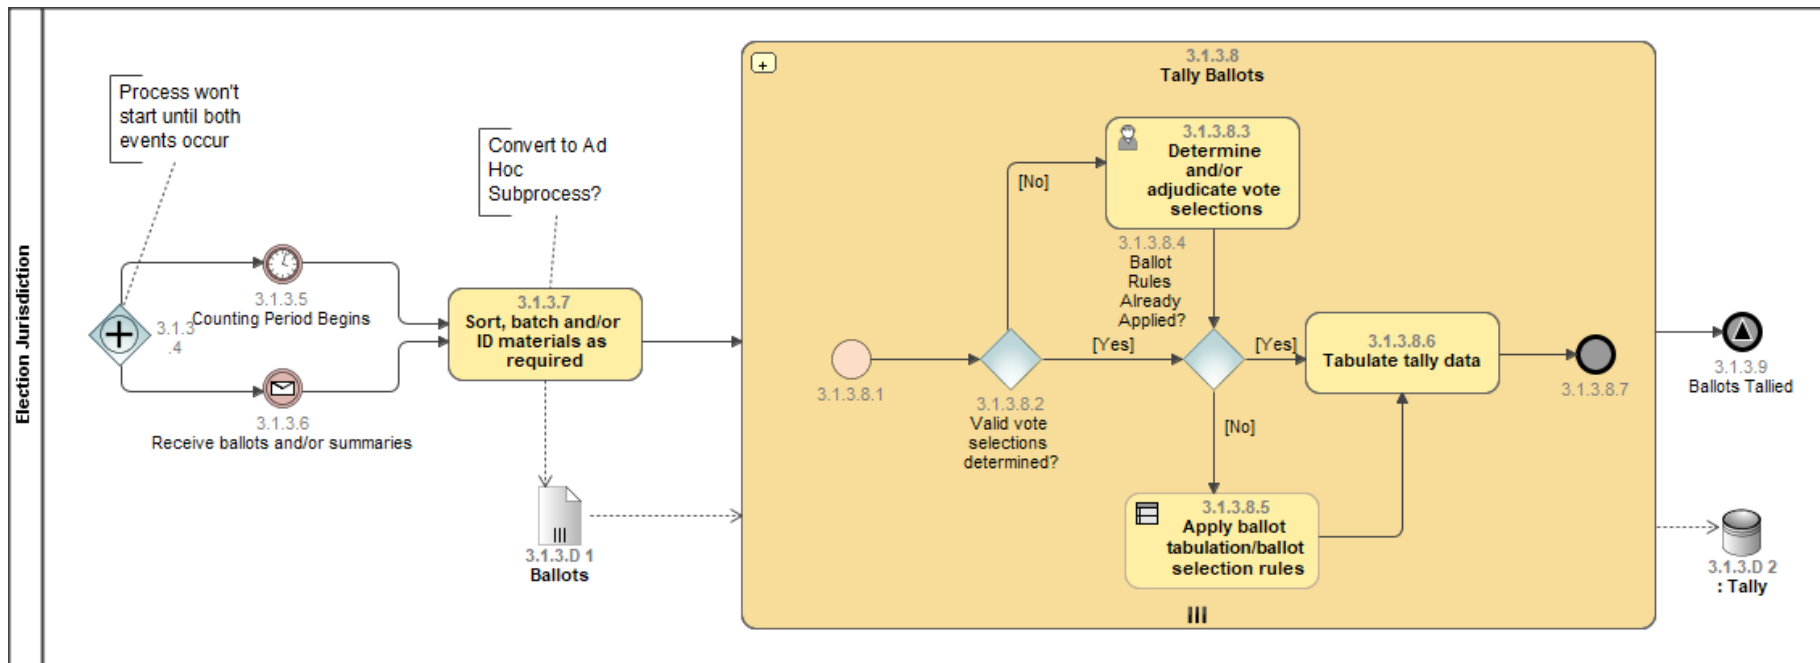 Election Jurisdiction
Process won't
start until both
events occur
3.1.3
.4
3.1.3.5
Counting Period Begins
3.1.3.6
Receive ballots and/or summaries
Convert to Ad
Hoc
Subprocess?
3.1.3.7
Sort, batch and/or
ID materials as
required
3.1.3.D 1
Ballots
3.1.3.8
Tally Ballots
3.1.3.8.1
3.1.3.8.2
Valid vote
selections
determined?
[No]
3.1.3.8.3
Determine
and/or
adjudicate vote
selections
[Yes]
3.1.3.8.4
Ballot
Rules
Already
Applied?
[Yes]
[No]
3.1.3.8.5
Apply ballot
tabulation/ballot
selection rules
3.1.3.8.6
Tabulate tally data
3.1.3.8.7
3.1.3.9
Ballots Tallied
3.1.3.D 2
: Tally